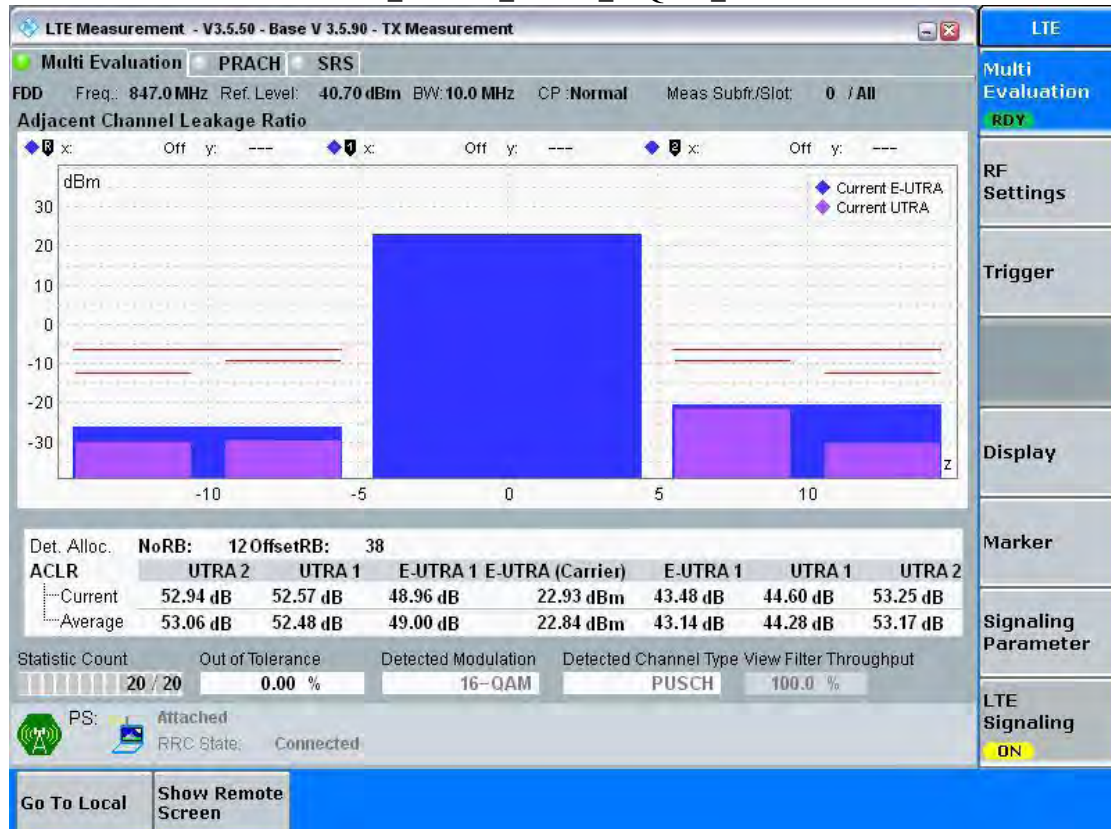 LTE Measurement - V3.5.50 - Base V 3.5.90 - TX Measurement
LTE
Multi Evaluation PRACH SRS
Multi
Evaluation
RDY
FDD Freq.: 847.0 MHz Ref. Level: 40.70 dBm BW:10.0 MHz CP :Normal Meas Subfr./Slot: 0 / All
Adjacent Channel Leakage Ratio
R x: Off y: --- 1 x: Off y: --- 2 x: Off y: ---
dBm
Current E-UTRA
Current UTRA
30
20
10
0
-10
-20
-30
z
-10 -5 0 5 10
RF
Settings
Trigger
Display
Marker
Signaling
Parameter
LTE
Signaling
ON
Det. Alloc. NoRB: 12 OffsetRB: 38
ACLR UTRA 2 UTRA 1 E-UTRA 1 E-UTRA (Carrier) E-UTRA 1 UTRA 1 UTRA 2
Current 52.94 dB 52.57 dB 48.96 dB 22.93 dBm 43.48 dB 44.60 dB 53.25 dB
Average 53.06 dB 52.48 dB 49.00 dB 22.84 dBm 43.14 dB 44.28 dB 53.17 dB
Statistic Count Out of Tolerance Detected Modulation Detected Channel Type View Filter Throughput
20 / 20 0.00 % 16-QAM PUSCH 100.0 %
PS: Attached
RRC State: Connected
Go To Local
Show Remote
Screen